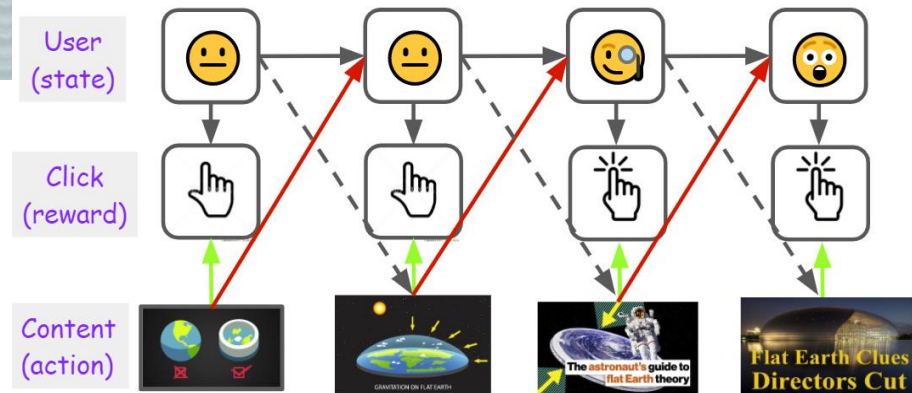 User
(state)
Click
(reward)
Content
(action)
GRAVITATION ON FLAT EARTH
The astronaut's guide to
flat Earth theory
Flat Earth Clues
Directors Cut